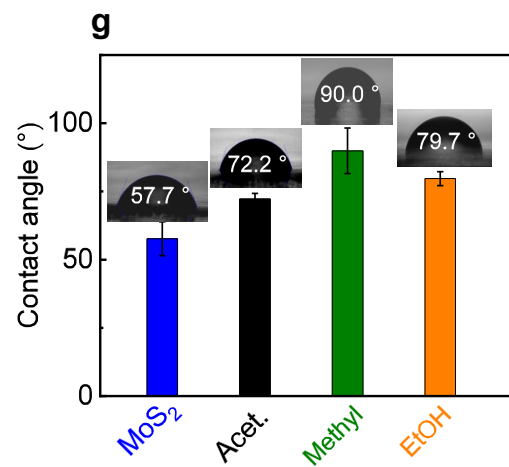 g
Contact angle (°)
100
50
0
57.7 °
72.2 °
90.0 °
79.7 °
MoS₂
Acet.
Methyl
EtOH